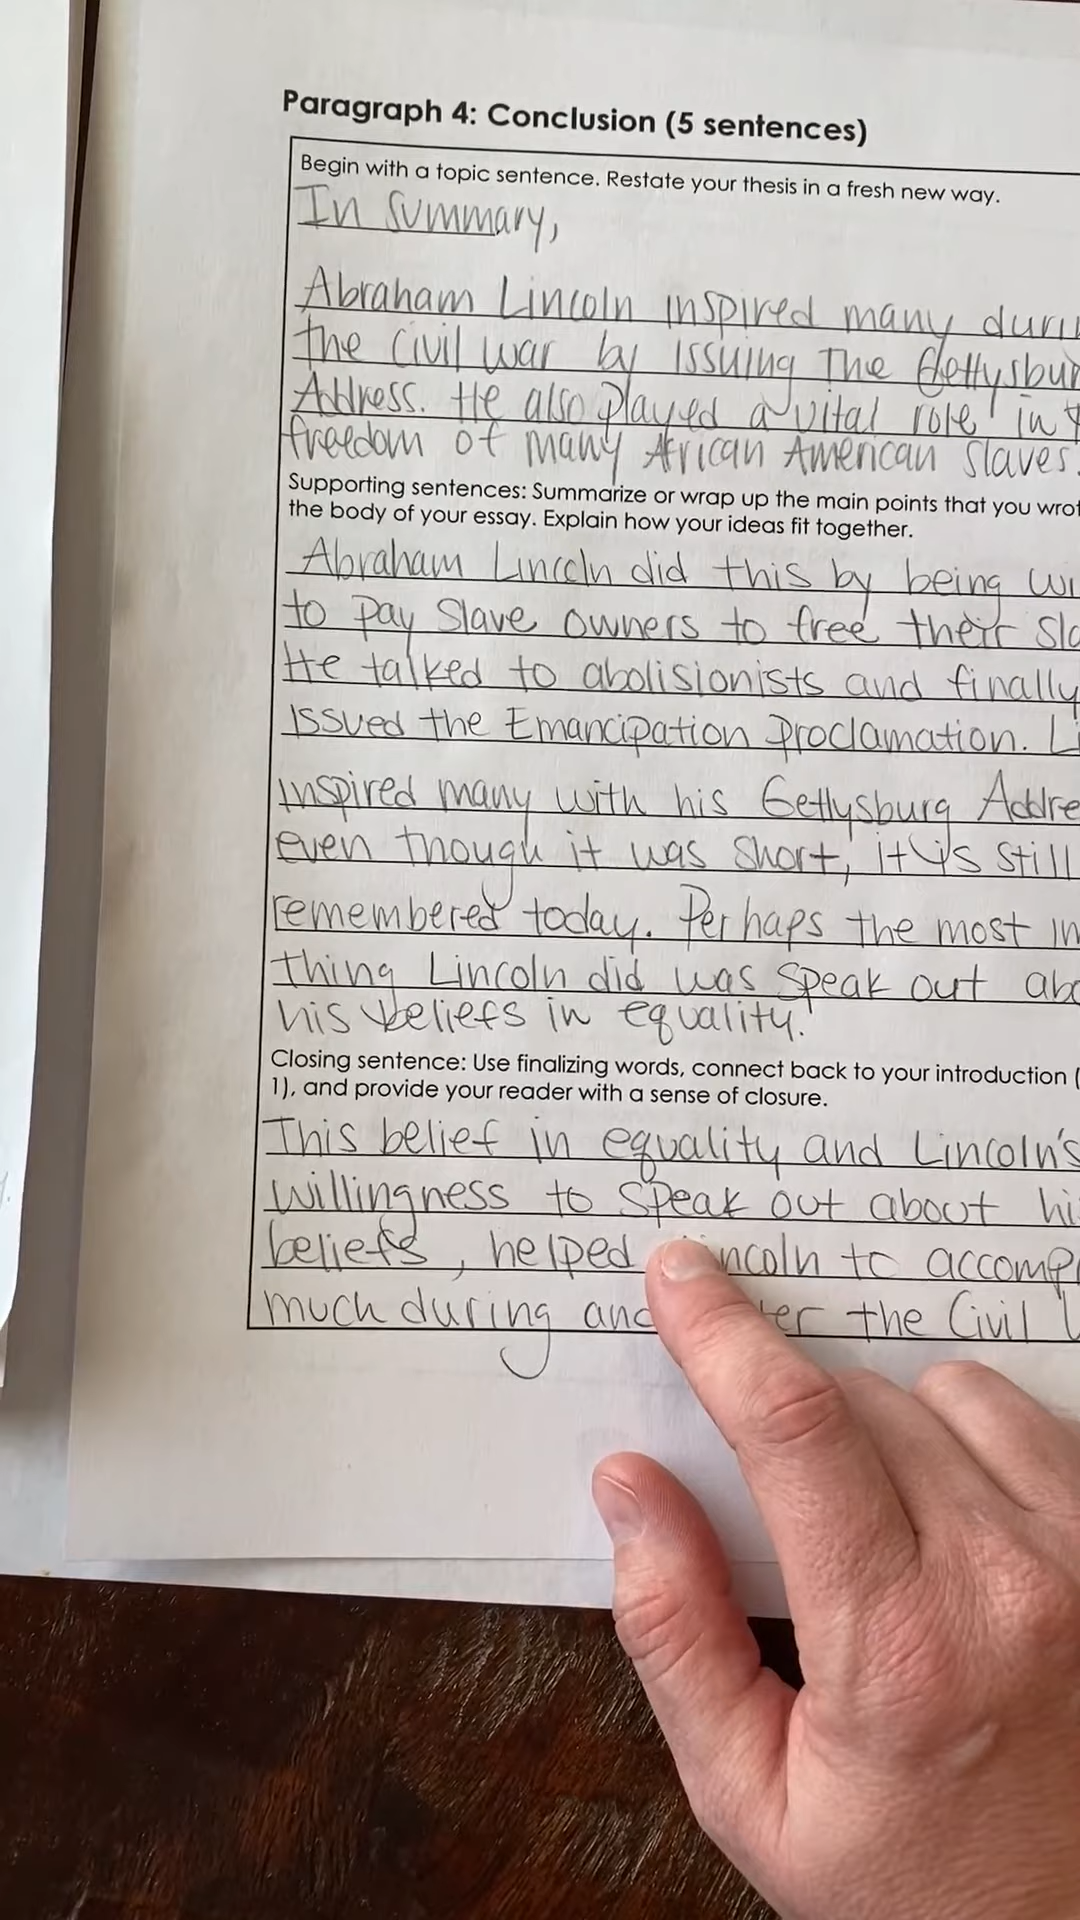 Paragraph 4: Conclusion (5 sentences)
Begin with a topic sentence. Restate your thesis in a fresh new way.
In summary,
Abraham Lincoln inspired many
the Civil war by issuing The
Address. He also played a vital role in
freedom of many African American slaves.
Supporting sentences: Summarize or wrap up the main points that you
the body of your essay. Explain how your ideas fit together.
Abraham Lincoln did this by being
to pay slave owners to free their
He talked to abolisionists and finally
issued the Emancipation Proclamation.
inspired many with his Gettysburg
even though it was short, it is still
remembered today. Perhaps the most
thing Lincoln did was speak out
his beliefs in equality.
Closing sentence: Use finalizing words, connect back to your introduction (
1), and provide your reader with a sense of closure.
This belief in equality and Lincoln's
willingness to speak out about
beliefs, helped to
much during the Civil